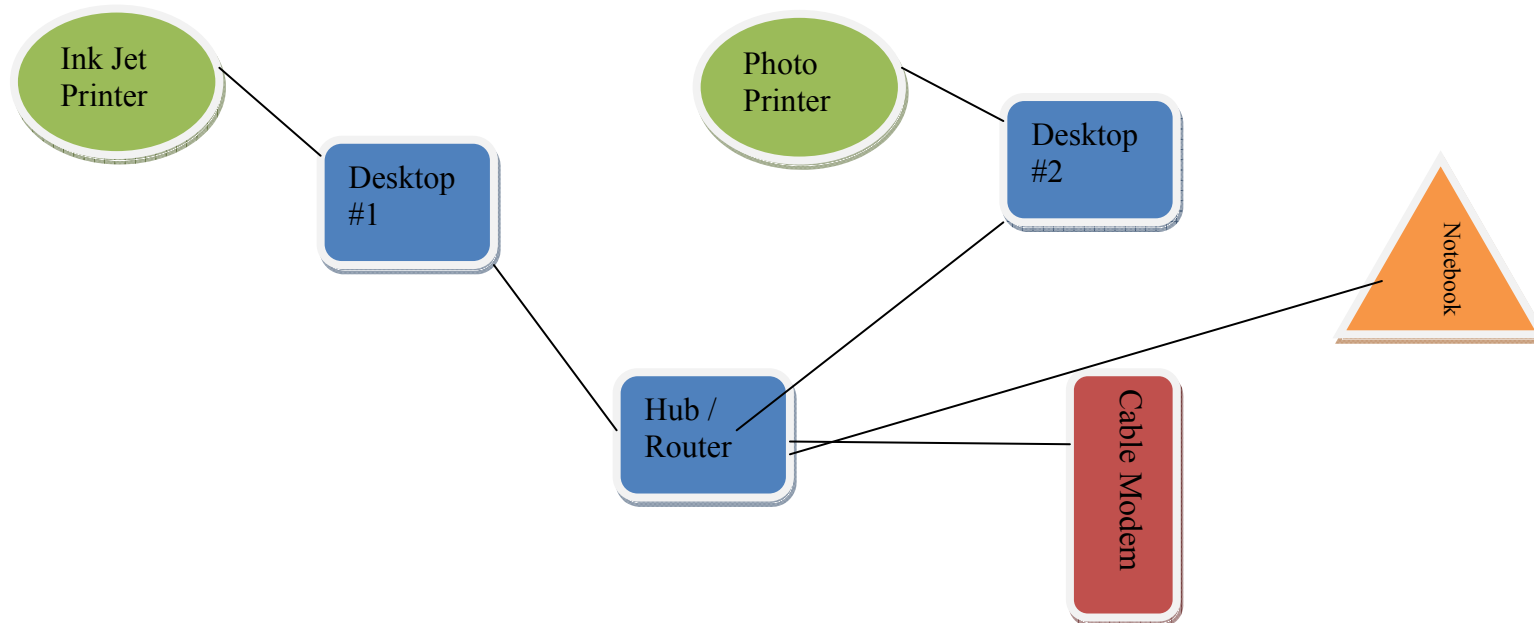 Ink Jet
Printer
Photo
Printer
Desktop
#1
Desktop
#2
Notebook
Hub /
Router
Cable Modem